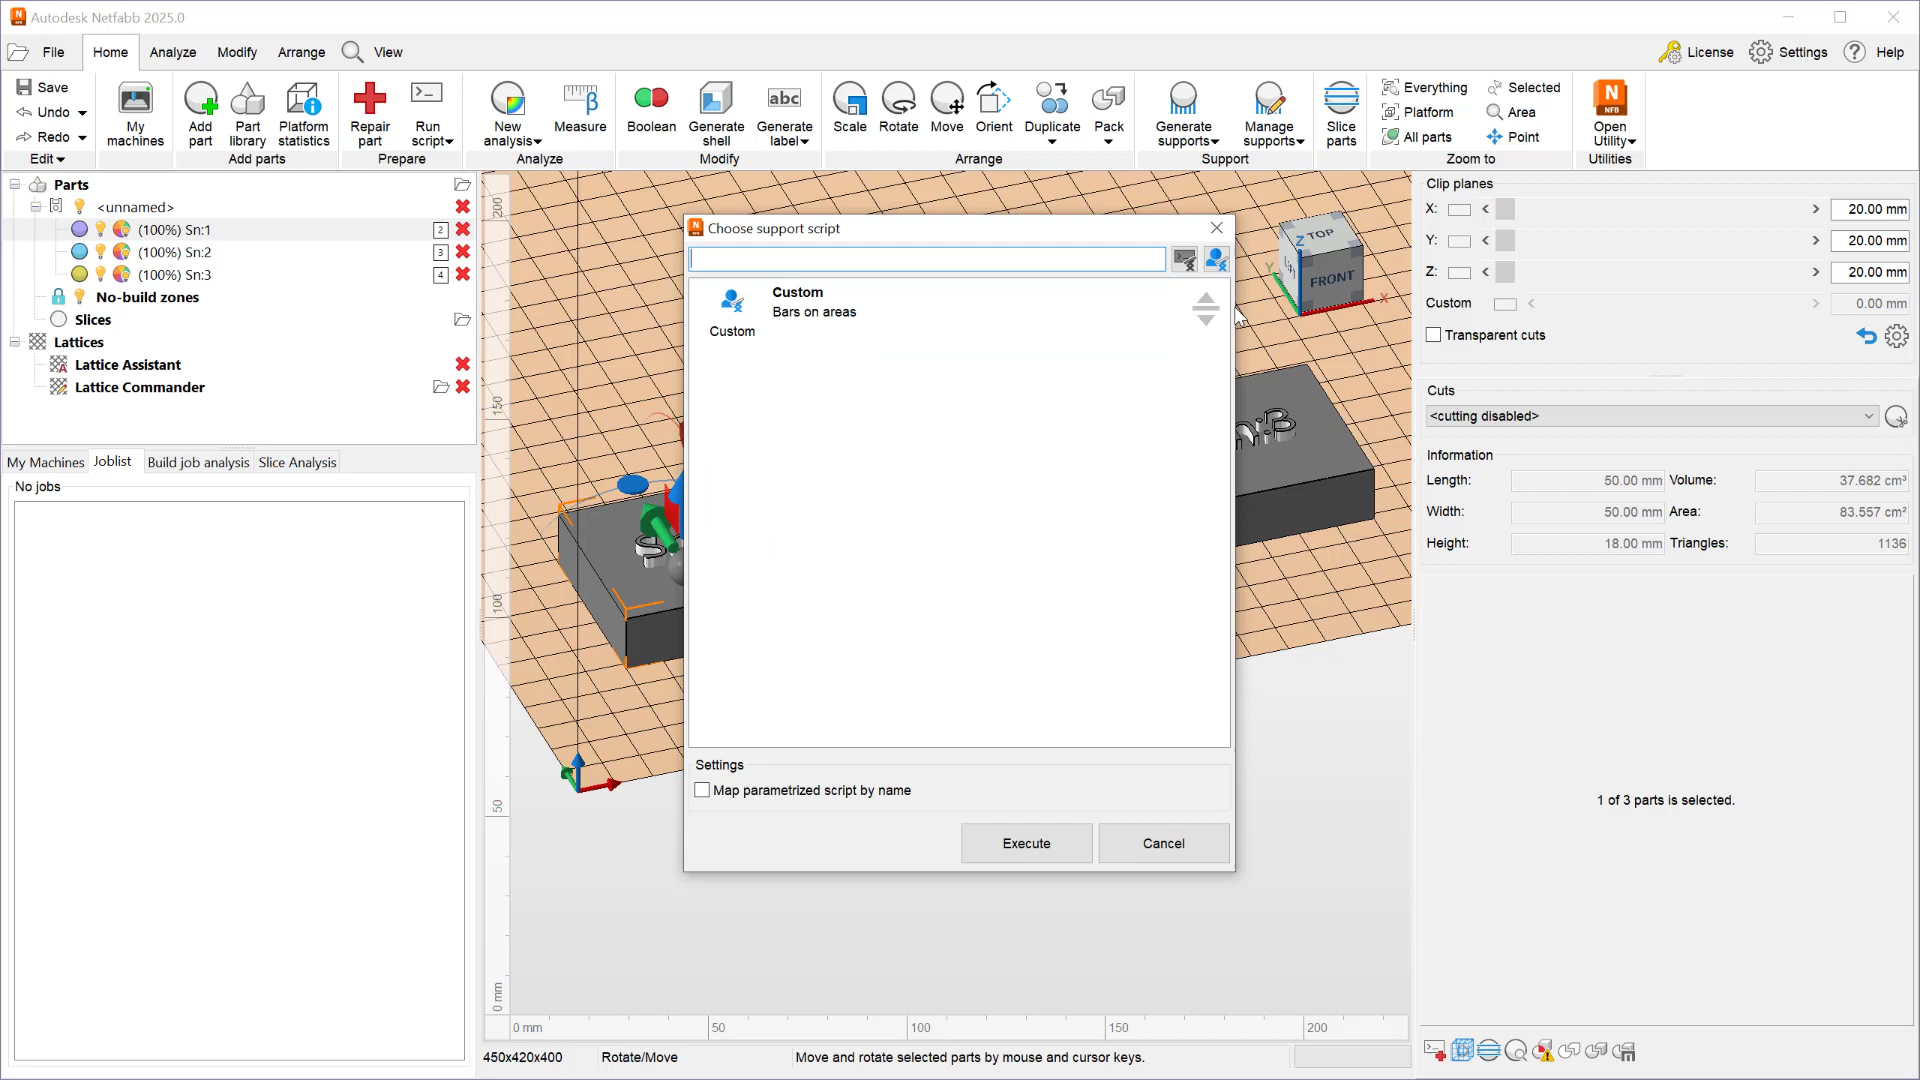 Autodesk Netfabb 2025.0
File Home Analyze Modify Arrange View License Settings Help
Save
Undo
Redo
Edit
My machines
Add part
Part library
Platform statistics
Add parts
Repair part
Run script
Prepare
New analysis
Measure
Analyze
Boolean
Generate shell
abc
Generate label
Modify
Scale
Rotate
Move
Orient
Duplicate
Pack
Arrange
Generate supports
Manage supports
Support
Slice parts
Everything
Selected
Platform
Area
All parts
Point
Zoom to
NFB
Open Utility
Utilities
Parts
<unnamed>
(100%) Sn:1 2
(100%) Sn:2 3
(100%) Sn:3 4
No-build zones
Slices
Lattices
Lattice Assistant
Lattice Commander
My Machines Joblist Build job analysis Slice Analysis
No jobs
200
150
100
50
0 mm
0 mm 50 100 150 200
TOP
FRONT
Z
Y
X
Choose support script
Custom
Custom
Bars on areas
Settings
Map parametrized script by name
Execute Cancel
Clip planes
X: 20.00 mm
Y: 20.00 mm
Z: 20.00 mm
Custom 0.00 mm
Transparent cuts
Cuts
<cutting disabled>
Information
Length: 50.00 mm Volume: 37.682 cm³
Width: 50.00 mm Area: 83.557 cm²
Height: 18.00 mm Triangles: 1136
1 of 3 parts is selected.
450x420x400 Rotate/Move Move and rotate selected parts by mouse and cursor keys.